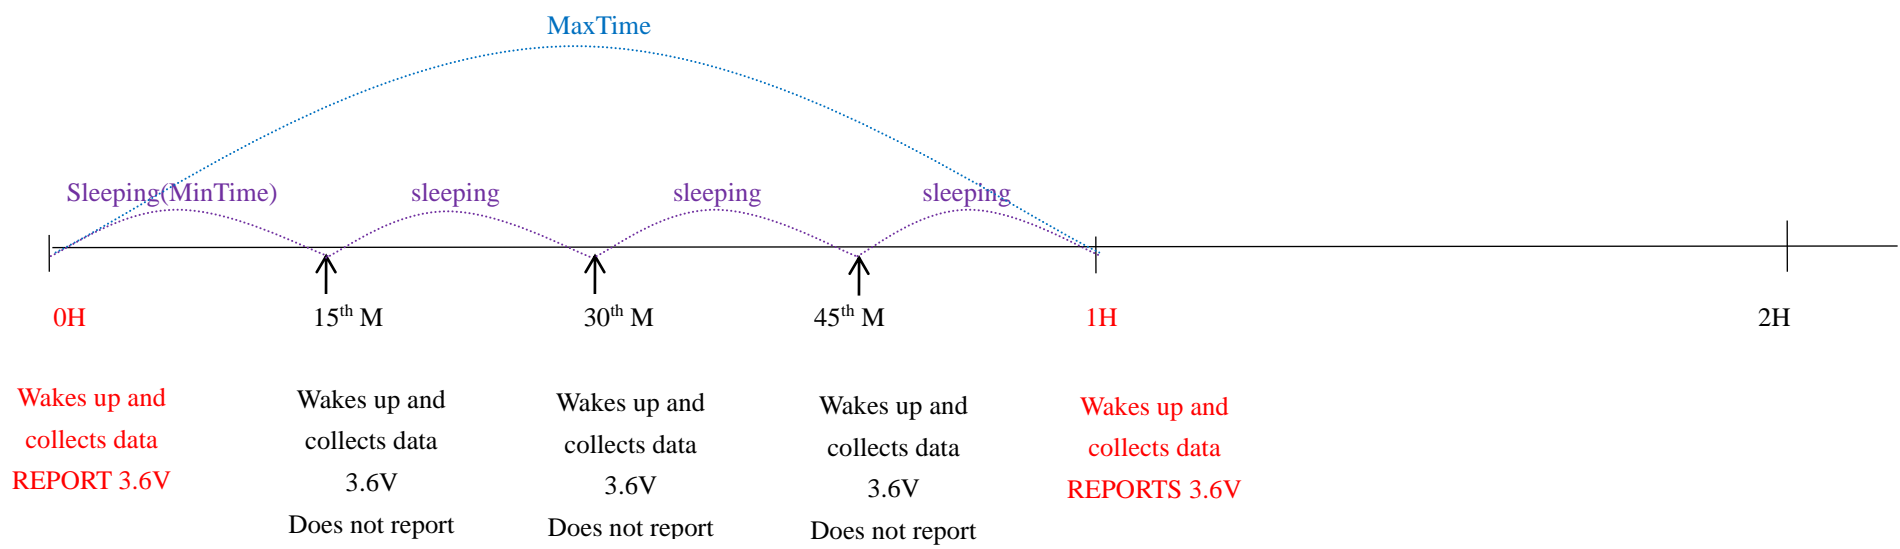 MaxTime
Sleeping(MinTime)
sleeping
sleeping
sleeping
0H
15th M
30th M
45th M
1H
2H
Wakes up and
collects data
REPORT 3.6V
Wakes up and
collects data
3.6V
Does not report
Wakes up and
collects data
3.6V
Does not report
Wakes up and
collects data
3.6V
Does not report
Wakes up and
collects data
REPORTS 3.6V